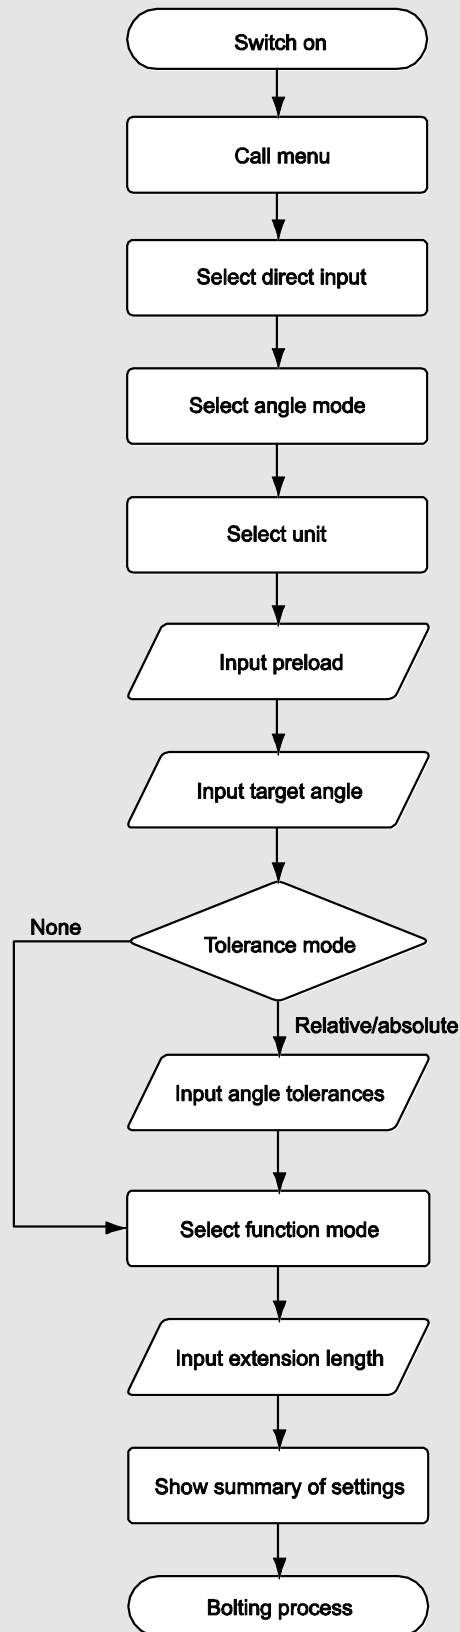 Switch on
Call menu
Select direct input
Select angle mode
Select unit
Input preload
Input target angle
None
Tolerance mode
Relative/absolute
Input angle tolerances
Select function mode
Input extension length
Show summary of settings
Bolting process